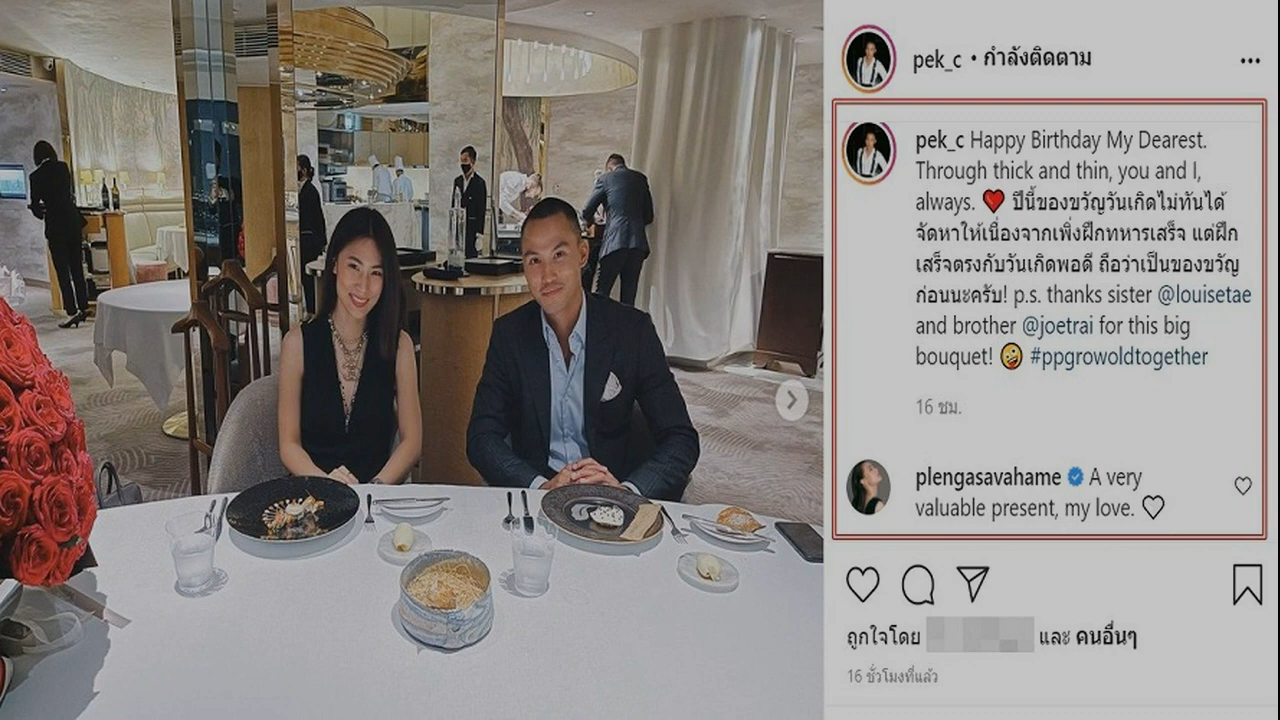 pek_c • กำลังติดตาม
pek_c Happy Birthday My Dearest.
Through thick and thin, you and I,
always. ❤️ ปีนี้ของขวัญวันเกิดไม่ทันได้
จัดหาให้เนื่องจากเพิ่งฝึกทหารเสร็จ แต่ฝึก
เสร็จตรงกับวันเกิดพอดี ถือว่าเป็นของขวัญ
ก่อนนะครับ! p.s. thanks sister @louisetae
and brother @joetrai for this big
bouquet! 🤪 #ppgrowoldtogether
16 ชม.
plengasavahame A very
valuable present, my love. ♡
ถูกใจโดย และ คนอื่นๆ
16 ชั่วโมงที่แล้ว